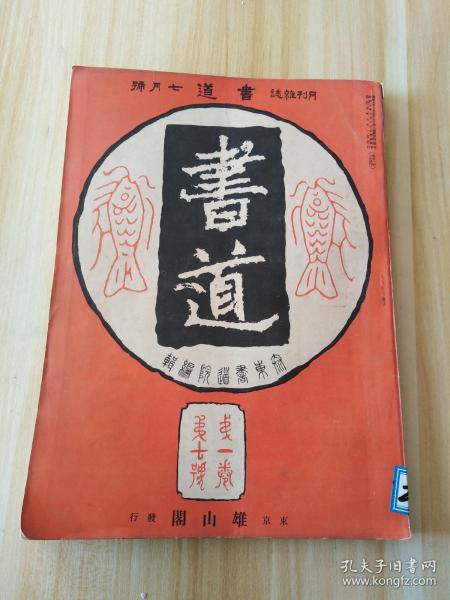 月刊雜誌 書道 七月號
書道
泰東書道院編輯
第一卷
第七號
東京 雄山閣 發行
孔夫子旧书网
www.kongfz.com